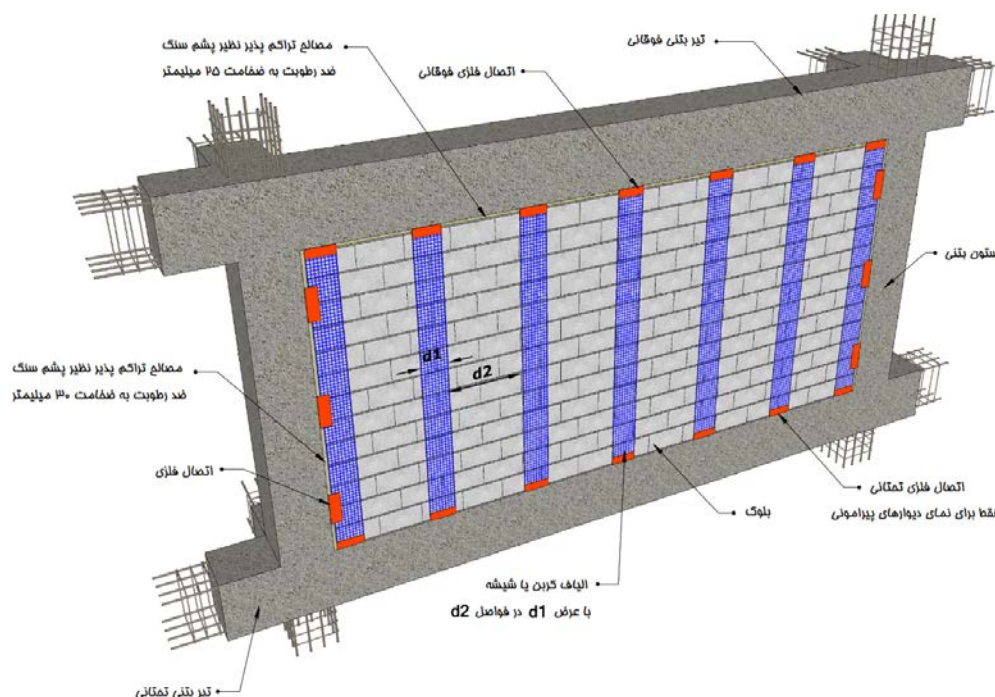 تیر بتنی فوقانی
مصالح تراکم پذیر نظیر پشم سنگ
ضد رطوبت به ضخامت ۲۵ میلیمتر
اتصال فلزی فوقانی
ستون بتنی
d1
d2
مصالح تراکم پذیر نظیر پشم سنگ
ضد رطوبت به ضخامت ۳۰ میلیمتر
اتصال فلزی
اتصال فلزی تحتانی
فقط برای نمای دیوارهای پیرامونی
بلوک
الیاف کربن یا شیشه
با عرض d1 در فواصل d2
تیر بتنی تحتانی